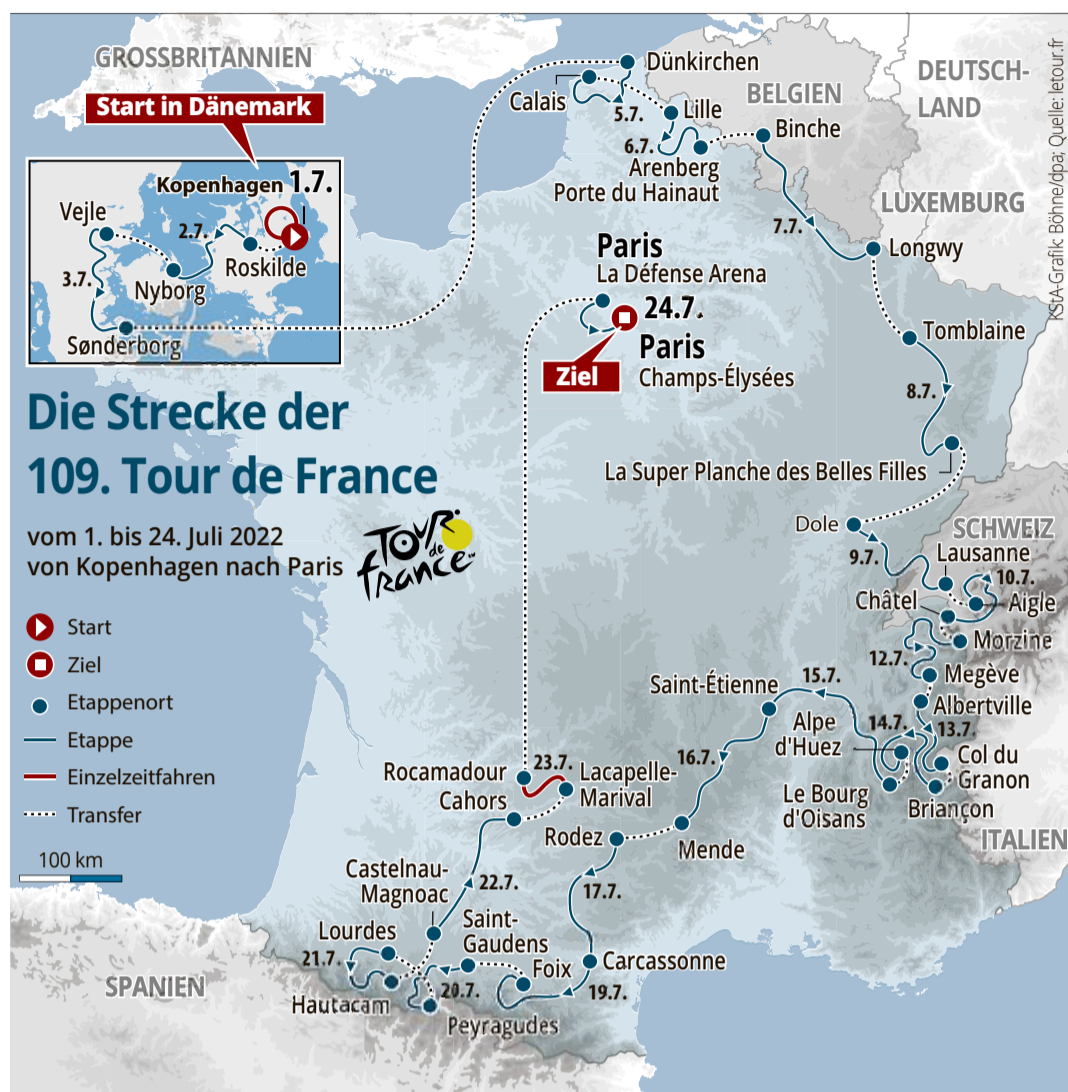 GROSSBRITANNIEN
Start in Dänemark
Kopenhagen 1.7.
Vejle
2.7.
Roskilde
3.7.
Nyborg
Sønderborg
Dünkirchen
Calais
5.7.
Lille
6.7.
Arenberg
Porte du Hainaut
BELGIEN
Binche
DEUTSCH-
LAND
LUXEMBURG
7.7.
Longwy
KStA-Grafik: Böhne/dpa; Quelle: letour.fr
Paris
La Défense Arena
24.7.
Paris
Champs-Élysées
Ziel
Tomblaine
8.7.
La Super Planche des Belles Filles
Die Strecke der
109. Tour de France
vom 1. bis 24. Juli 2022
von Kopenhagen nach Paris
TOUR
de
france
Start
Ziel
Etappenort
Etappe
Einzelzeitfahren
Transfer
100 km
Dole
9.7.
SCHWEIZ
Lausanne
10.7.
Aigle
Châtel
Morzine
12.7.
Megève
Albertville
13.7.
14.7.
Col du
Granon
Briançon
Alpe
d'Huez
Le Bourg
d'Oisans
ITALIEN
15.7.
Saint-Étienne
16.7.
Mende
Rodez
17.7.
Carcassonne
19.7.
Foix
Saint-
Gaudens
20.7.
Peyragudes
Lourdes
21.7.
Hautacam
Castelnau-
Magnoac
22.7.
Cahors
Rocamadour
23.7.
Lacapelle-
Marival
SPANIEN